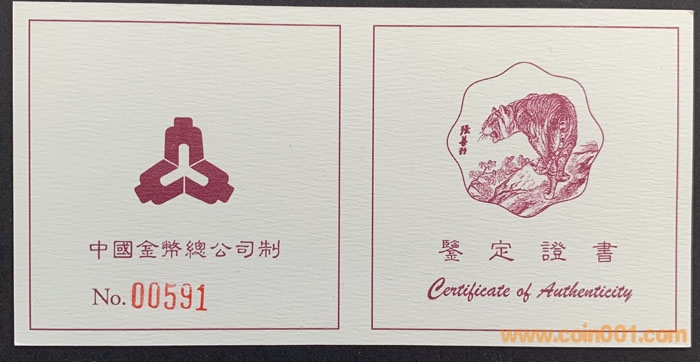 中國金幣總公司制
No. 00591
張善孖
鑒定證書
Certificate of Authenticity
www.coin001.com